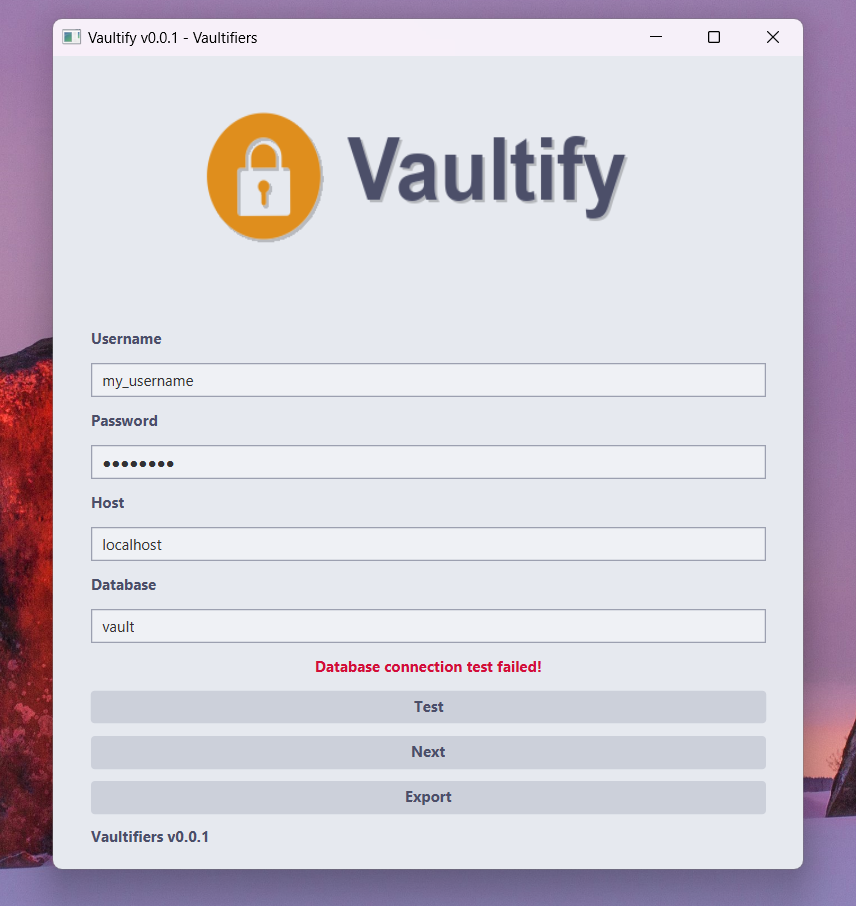 Vaultify v0.0.1 - Vaultifiers
Vaultify
Username
my_username
Password
••••••••
Host
localhost
Database
vault
Database connection test failed!
Test
Next
Export
Vaultifiers v0.0.1